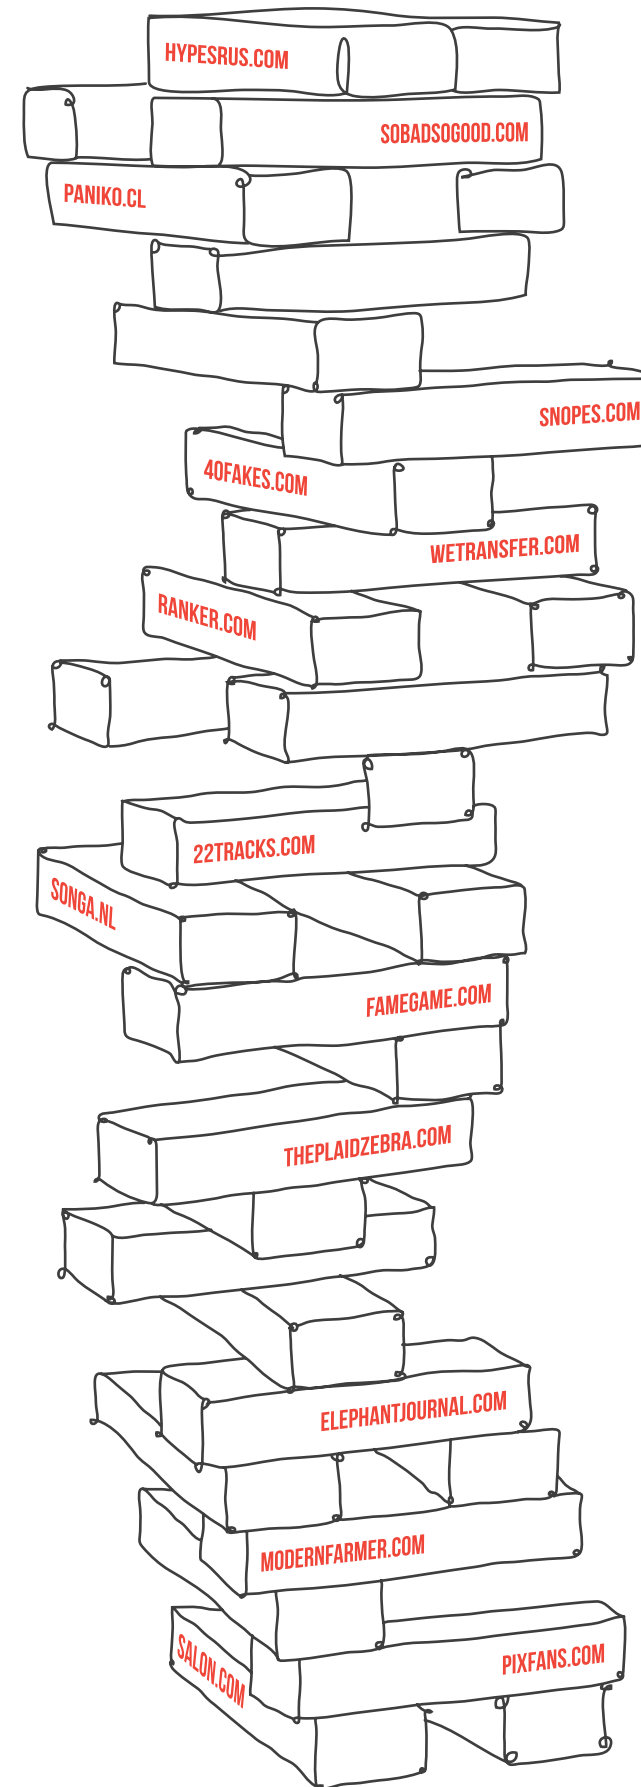 HYPESRUS.COM
SOBADSOGOOD.COM
PANIKO.CL
SNOPES.COM
40FAKES.COM
WETRANSFER.COM
RANKER.COM
22TRACKS.COM
SONGA.NL
FAMEGAME.COM
THEPLAIDZEBRA.COM
ELEPHANTJOURNAL.COM
MODERNFARMER.COM
SALON.COM
PIXFANS.COM